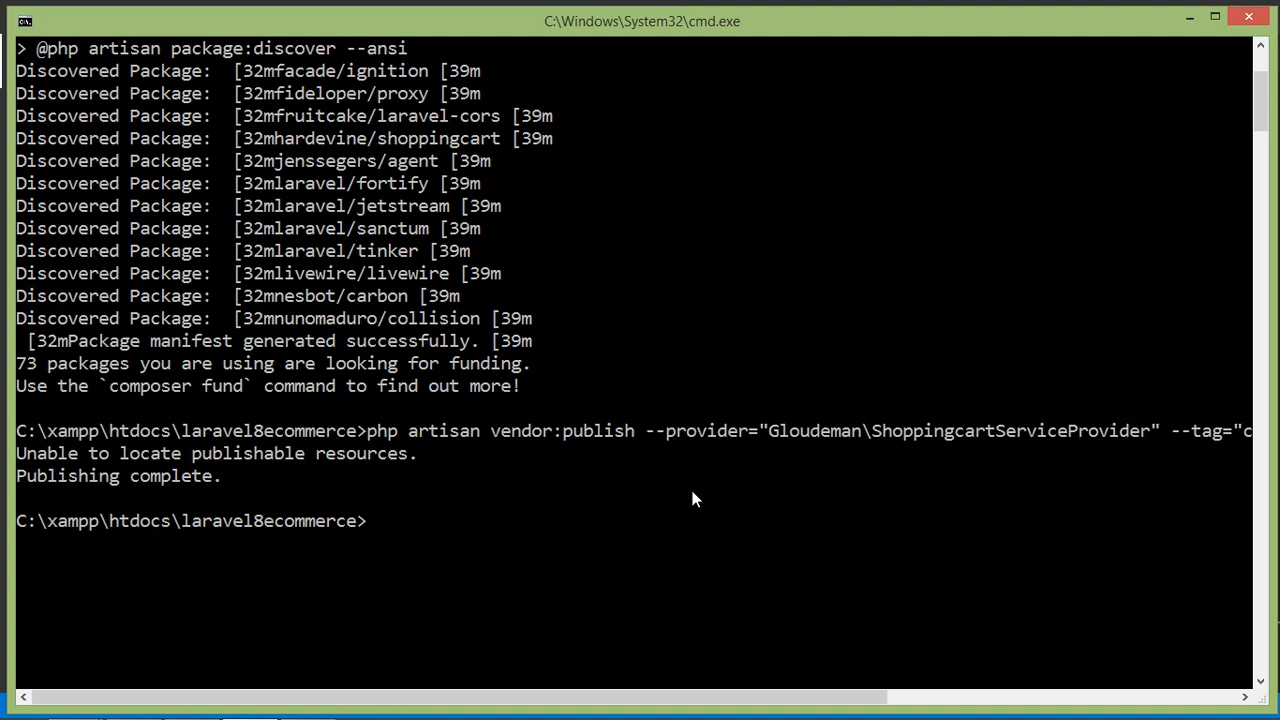 C:\Windows\System32\cmd.exe
> @php artisan package:discover --ansi
Discovered Package:  [32mfacade/ignition [39m
Discovered Package:  [32mfideloper/proxy [39m
Discovered Package:  [32mfruitcake/laravel-cors [39m
Discovered Package:  [32mhardevine/shoppingcart [39m
Discovered Package:  [32mjenssegers/agent [39m
Discovered Package:  [32mlaravel/fortify [39m
Discovered Package:  [32mlaravel/jetstream [39m
Discovered Package:  [32mlaravel/sanctum [39m
Discovered Package:  [32mlaravel/tinker [39m
Discovered Package:  [32mlivewire/livewire [39m
Discovered Package:  [32mnesbot/carbon [39m
Discovered Package:  [32mnunomaduro/collision [39m
[32mPackage manifest generated successfully. [39m
73 packages you are using are looking for funding.
Use the `composer fund` command to find out more!
C:\xampp\htdocs\laravel8ecommerce>php artisan vendor:publish --provider="Gloudeman\ShoppingcartServiceProvider" --tag="c
Unable to locate publishable resources.
Publishing complete.
C:\xampp\htdocs\laravel8ecommerce>